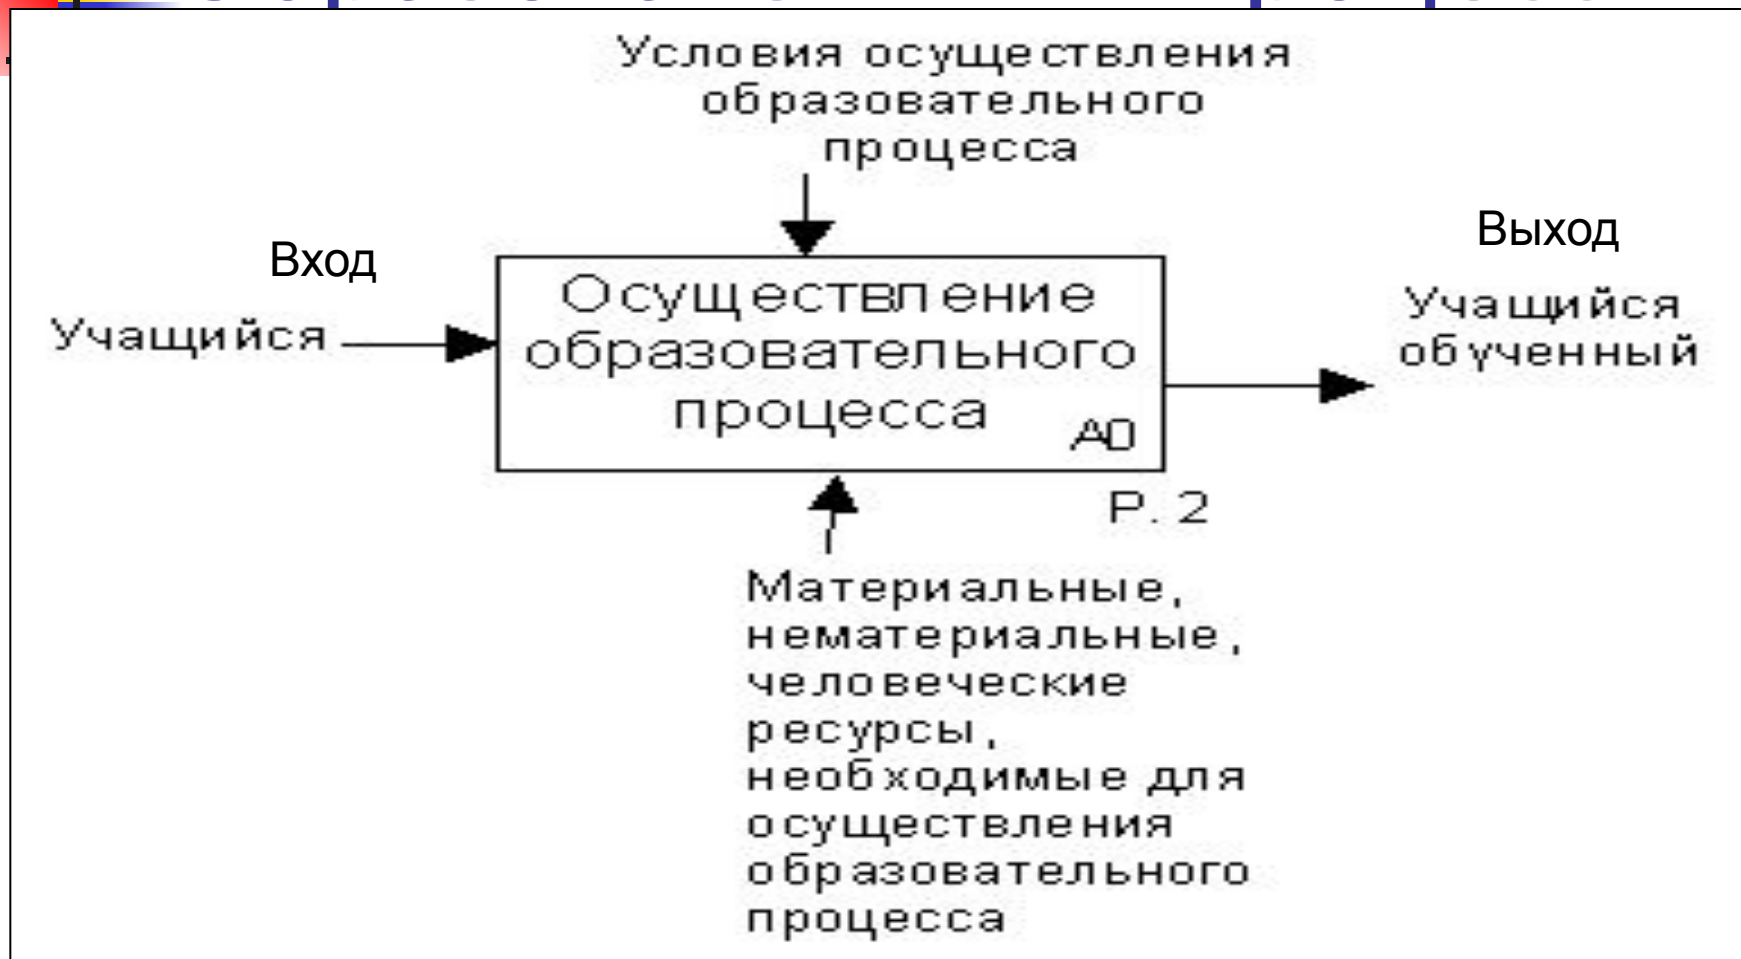 Условия осуществления
образовательного
процесса
Вход
Выход
Учащийся
Осуществление
образовательного
процесса
A0
Учащийся
обученный
P. 2
Материальные,
нематериальные,
человеческие
ресурсы,
необходимые для
осуществления
образовательного
процесса